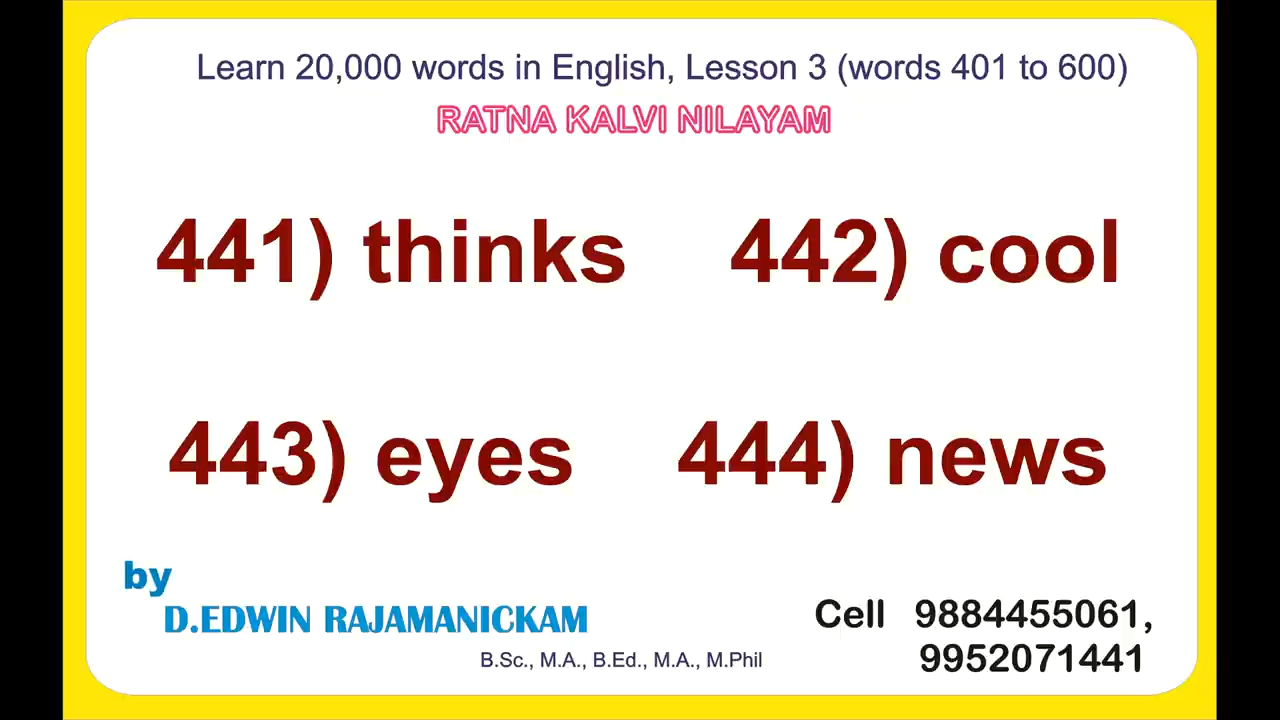 Learn 20,000 words in English, Lesson 3 (words 401 to 600)
RATNA KALVI NILAYAM
441) thinks 442) cool
443) eyes 444) news
by
D.EDWIN RAJAMANICKAM
B.Sc., M.A., B.Ed., M.A., M.Phil
Cell 9884455061,
9952071441